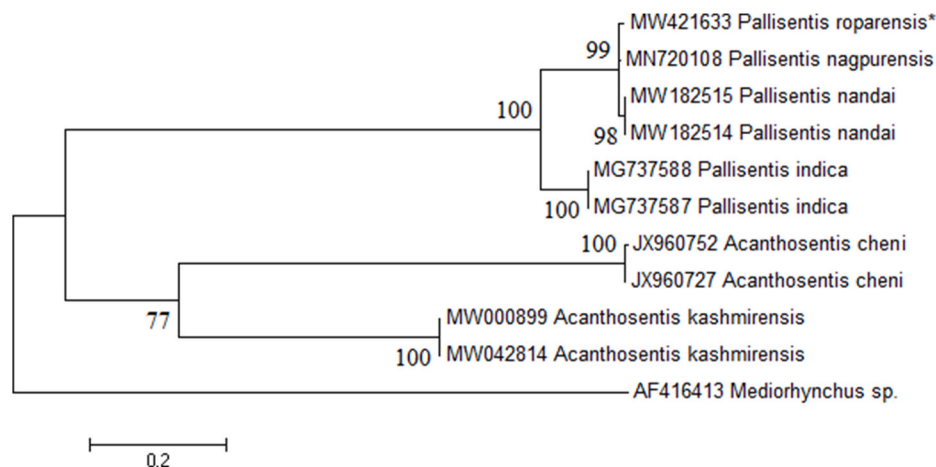 MW421633 Pallisentis roparensis*
99
MN720108 Pallisentis nagpurensis
MW182515 Pallisentis nandai
100
MW182514 Pallisentis nandai
98
MG737588 Pallisentis indica
MG737587 Pallisentis indica
100
JX960752 Acanthosentis cheni
100
JX960727 Acanthosentis cheni
MW000899 Acanthosentis kashmirensis
77
MW042814 Acanthosentis kashmirensis
100
AF416413 Mediorhynchus sp.
0.2